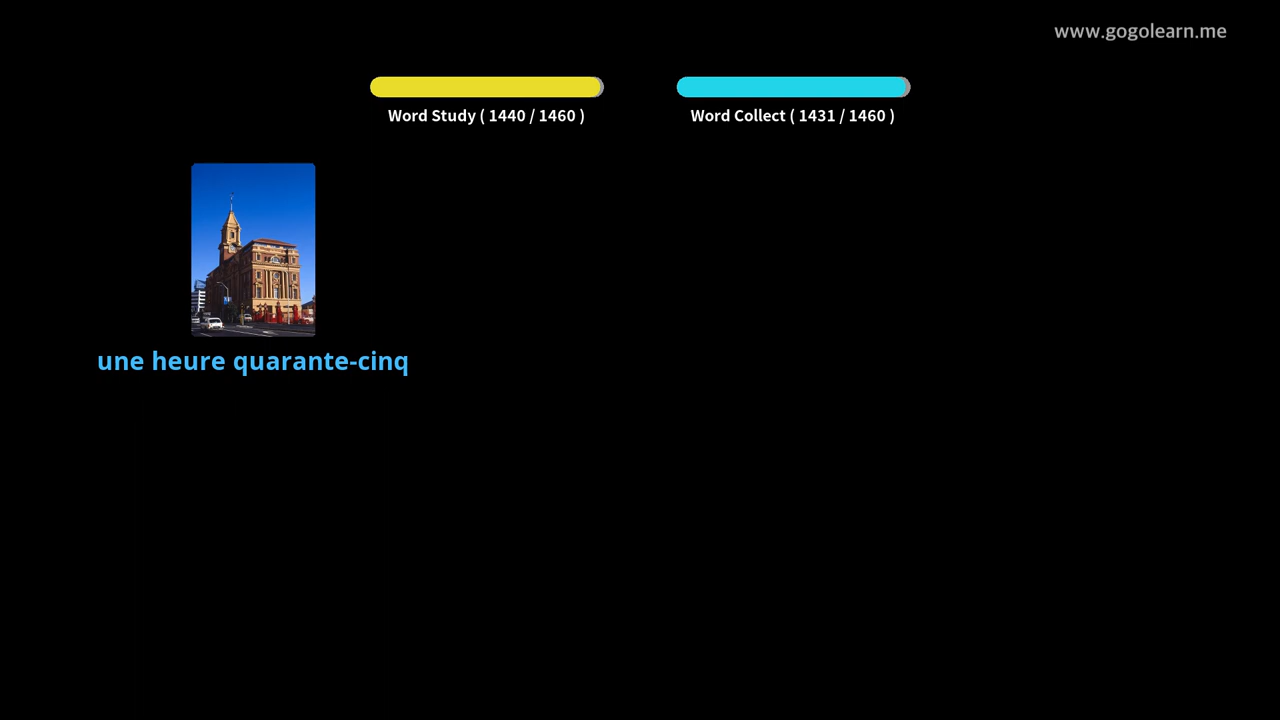 www.gogolearn.me
Word Study ( 1440 / 1460 )
Word Collect ( 1431 / 1460 )
une heure quarante-cinq